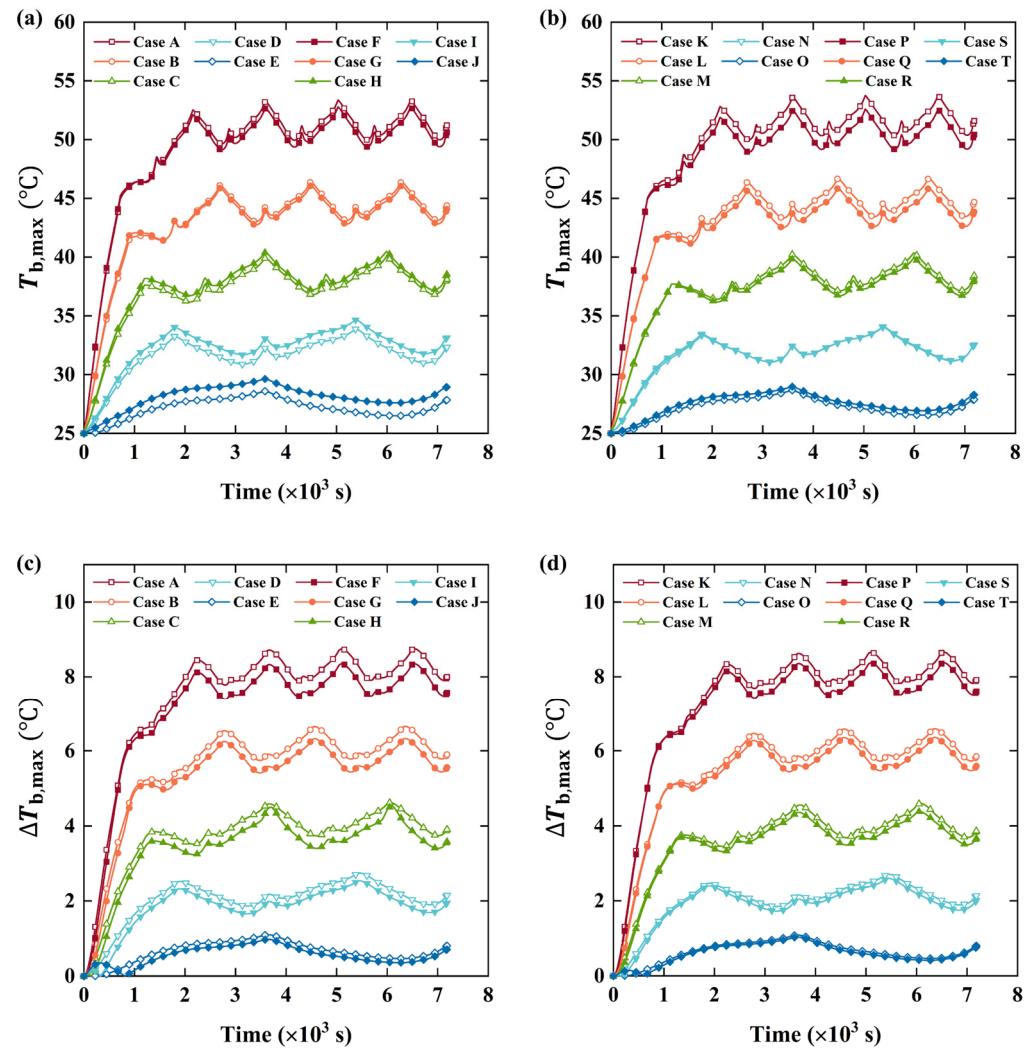 (a)
60
55
50
45
40
35
30
25
T_b,max (°C)
Case A
Case D
Case F
Case I
Case B
Case E
Case G
Case J
Case C
Case H
0 1 2 3 4 5 6 7 8
Time (×10³ s)
(b)
60
55
50
45
40
35
30
25
T_b,max (°C)
Case K
Case N
Case P
Case S
Case L
Case O
Case Q
Case T
Case M
Case R
0 1 2 3 4 5 6 7 8
Time (×10³ s)
(c)
10
8
6
4
2
0
ΔT_b,max (°C)
Case A
Case D
Case F
Case I
Case B
Case E
Case G
Case J
Case C
Case H
0 1 2 3 4 5 6 7 8
Time (×10³ s)
(d)
10
8
6
4
2
0
ΔT_b,max (°C)
Case K
Case N
Case P
Case S
Case L
Case O
Case Q
Case T
Case M
Case R
0 1 2 3 4 5 6 7 8
Time (×10³ s)